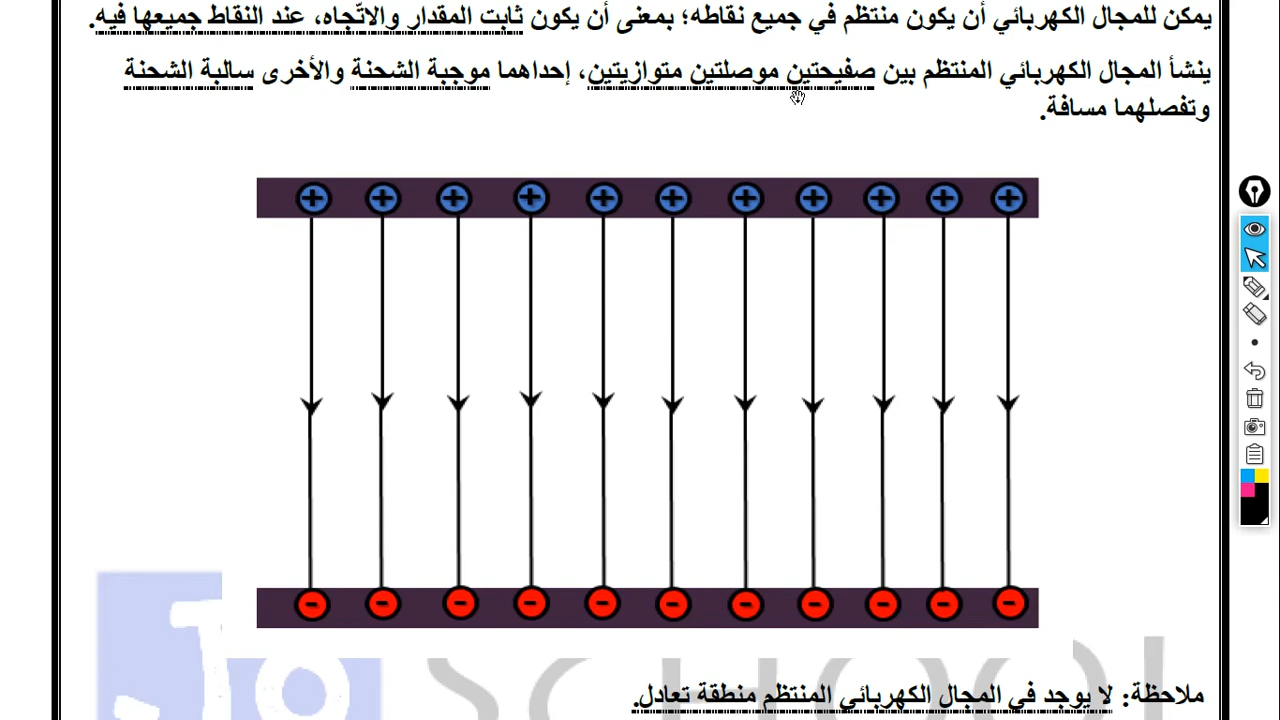 يمكن للمجال الكهربائي أن يكون منتظم في جميع نقاطه؛ بمعنى أن يكون ثابت المقدار والاتّجاه، عند النقاط جميعها فيه.
ينشأ المجال الكهربائي المنتظم بين صفيحتين موصلتين متوازيتين، إحداهما موجبة الشحنة والأخرى سالبة الشحنة
وتفصلهما مسافة.
+ + + + + + + + + + +
- - - - - - - - - - -
Jo SCHOOL
ملاحظة: لا يوجد في المجال الكهربائي المنتظم منطقة تعادل.